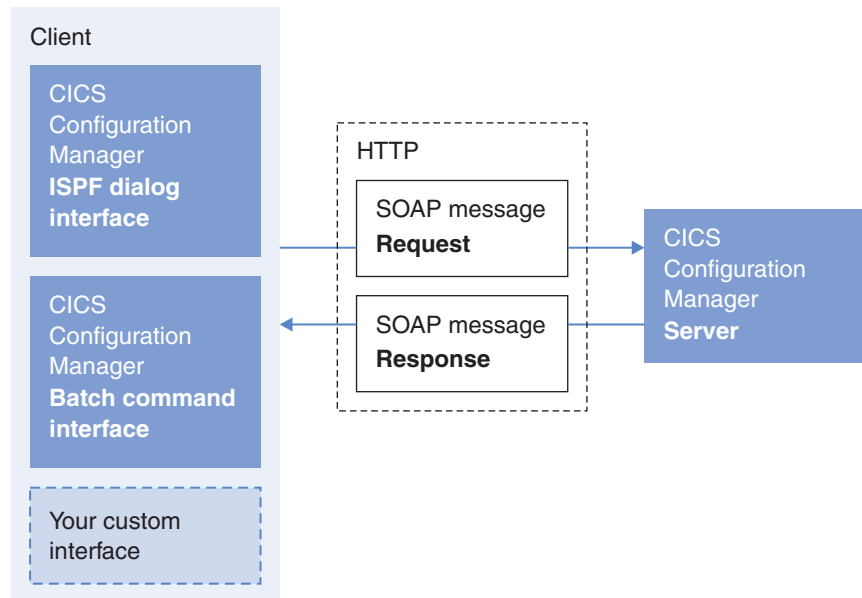 Client
CICS
Configuration
Manager
ISPF dialog
interface
CICS
Configuration
Manager
Batch command
interface
Your custom
interface
HTTP
SOAP message
Request
SOAP message
Response
CICS
Configuration
Manager
Server